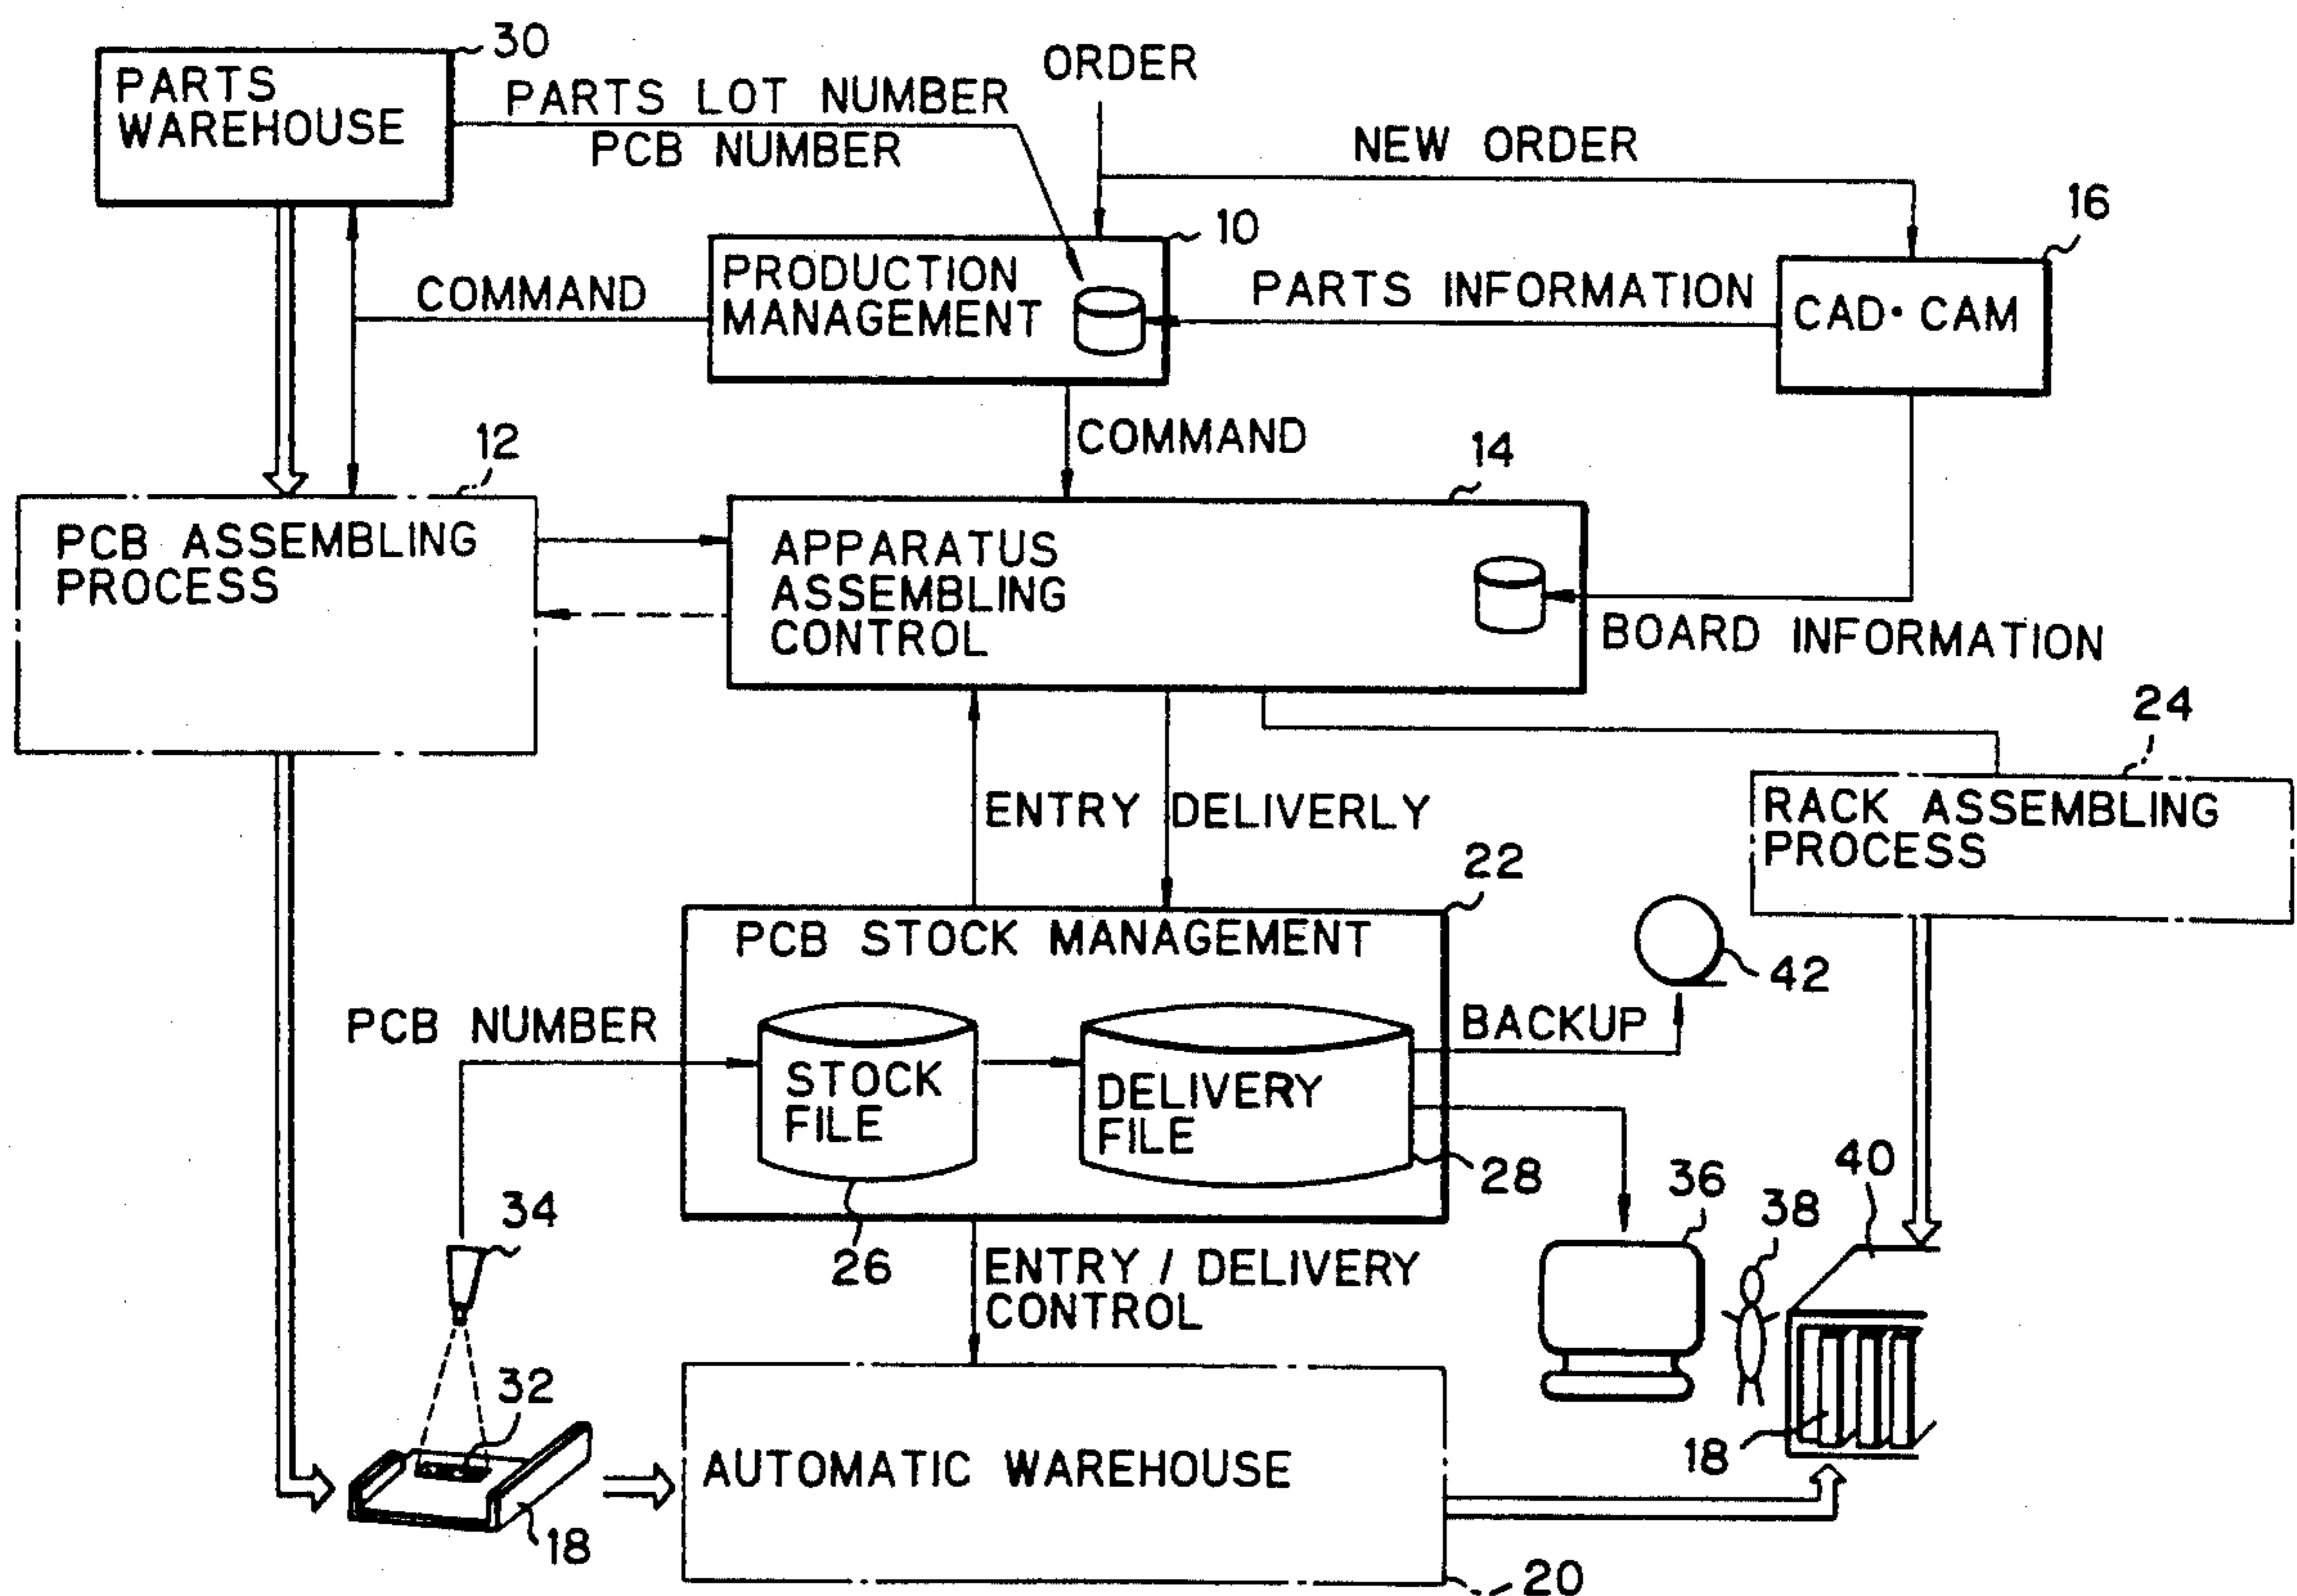 30
PARTS
WAREHOUSE
PARTS LOT NUMBER
PCB NUMBER
ORDER
NEW ORDER
16
CAD・CAM
10
PRODUCTION
MANAGEMENT
PARTS INFORMATION
COMMAND
COMMAND
12
PCB ASSEMBLING
PROCESS
14
APPARATUS
ASSEMBLING
CONTROL
BOARD INFORMATION
24
RACK ASSEMBLING
PROCESS
ENTRY
DELIVERLY
22
PCB STOCK MANAGEMENT
42
PCB NUMBER
STOCK
FILE
DELIVERY
FILE
BACKUP
28
26
34
36
38
40
ENTRY / DELIVERY
CONTROL
32
18
AUTOMATIC WAREHOUSE
18
20